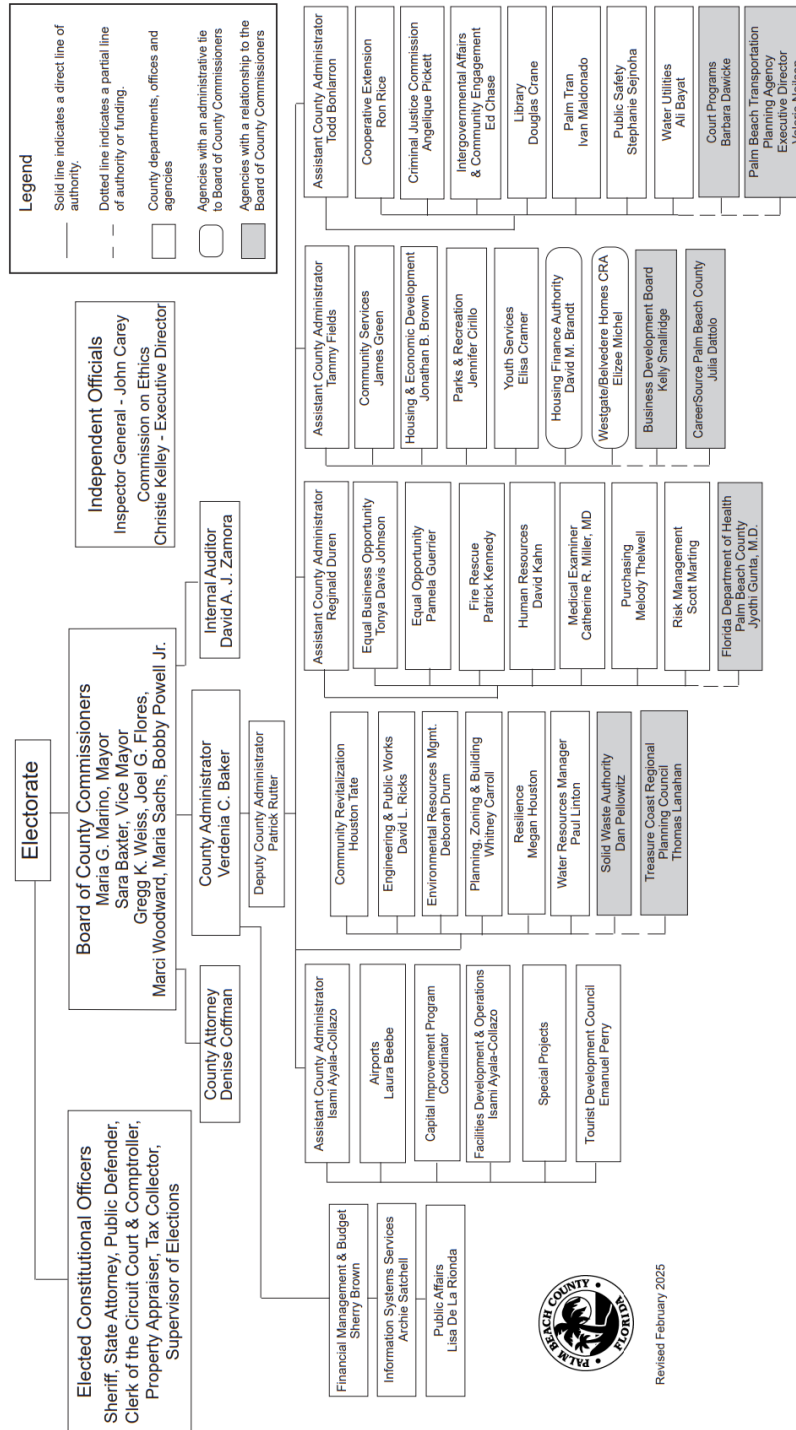 Electorate
Elected Constitutional Officers
Sheriff, State Attorney, Public Defender,
Clerk of the Circuit Court & Comptroller,
Property Appraiser, Tax Collector,
Supervisor of Elections
Board of County Commissioners
Maria G. Marino, Mayor
Sara Baxter, Vice Mayor
Gregg K. Weiss, Joel G. Flores,
Marci Woodward, Maria Sachs, Bobby Powell Jr.
Independent Officials
Inspector General - John Carey
Commission on Ethics
Christie Kelley - Executive Director
Legend
Solid line indicates a direct line of
authority.
Dotted line indicates a partial line
of authority or funding.
County departments, offices and
agencies
Agencies with an administrative tie
to Board of County Commissioners
Agencies with a relationship to the
Board of County Commissioners
County Attorney
Denise Coffman
County Administrator
Verdenia C. Baker
Internal Auditor
David A. J. Zamora
Deputy County Administrator
Patrick Rutter
Financial Management & Budget
Sherry Brown
Information Systems Services
Archie Satchell
Public Affairs
Lisa De La Rionda
Assistant County Administrator
Isami Ayala-Collazo
Airports
Laura Beebe
Capital Improvement Program
Coordinator
Facilities Development & Operations
Isami Ayala-Collazo
Special Projects
Tourist Development Council
Emanuel Perry
Community Revitalization
Houston Tate
Engineering & Public Works
David L. Ricks
Environmental Resources Mgmt.
Deborah Drum
Planning, Zoning & Building
Whitney Carroll
Resilience
Megan Houston
Water Resources Manager
Paul Linton
Solid Waste Authority
Dan Pellowitz
Treasure Coast Regional
Planning Council
Thomas Lanahan
Assistant County Administrator
Reginald Duren
Equal Business Opportunity
Tonya Davis Johnson
Equal Opportunity
Pamela Guerrier
Fire Rescue
Patrick Kennedy
Human Resources
David Kahn
Medical Examiner
Catherine R. Miller, MD
Purchasing
Melody Thelwell
Risk Management
Scott Marting
Florida Department of Health
Palm Beach County
Jyothi Gunta, M.D.
Assistant County Administrator
Tammy Fields
Community Services
James Green
Housing & Economic Development
Jonathan B. Brown
Parks & Recreation
Jennifer Cirillo
Youth Services
Elisa Cramer
Housing Finance Authority
David M. Brandt
Westgate/Belvedere Homes CRA
Elizee Michel
Business Development Board
Kelly Smallridge
CareerSource Palm Beach County
Julia Dattolo
Assistant County Administrator
Todd Bonlarron
Cooperative Extension
Ron Rice
Criminal Justice Commission
Angelique Pickett
Intergovernmental Affairs
& Community Engagement
Ed Chase
Library
Douglas Crane
Palm Tran
Ivan Maldonado
Public Safety
Stephanie Sejnoha
Water Utilities
Ali Bayat
Court Programs
Barbara Dawicke
Palm Beach Transportation
Planning Agency
Executive Director
Valerie Neilson
PALM BEACH COUNTY
FLORIDA
Revised February 2025